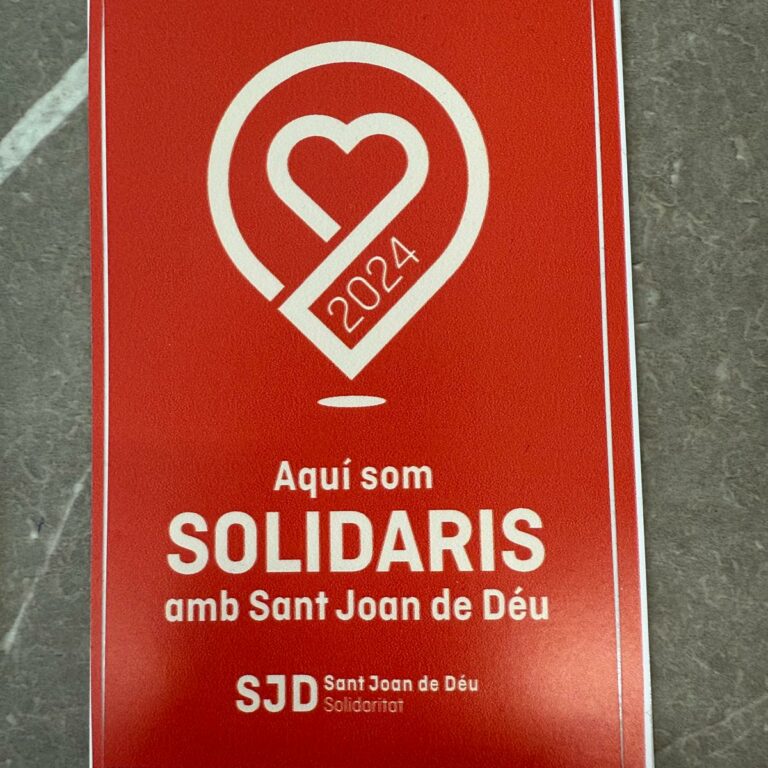 2024
Aquí som
SOLIDARIS
amb Sant Joan de Déu
SJD Sant Joan de Déu
Solidaritat